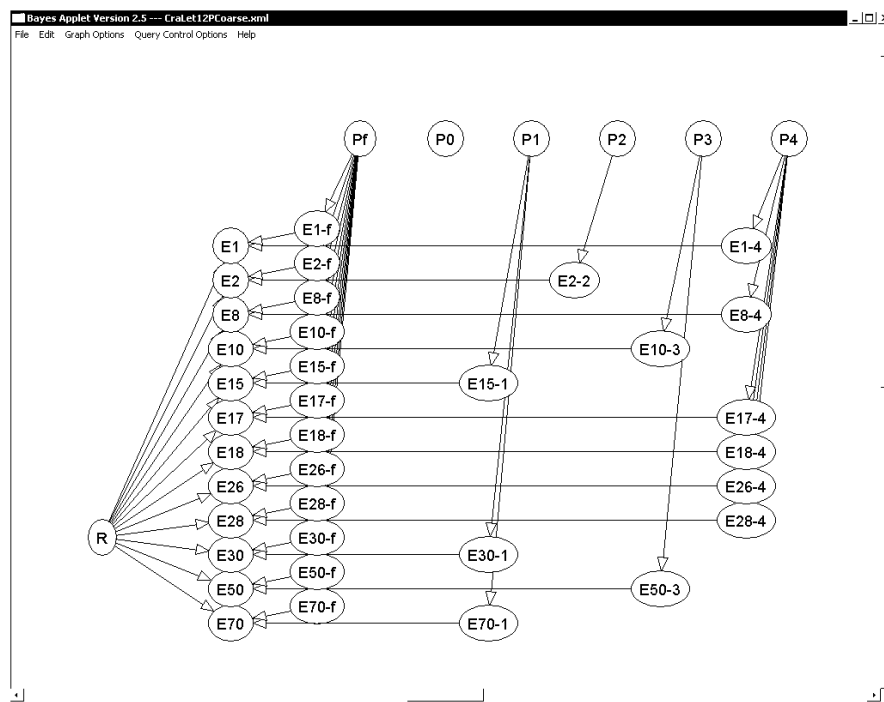 Bayes Applet Version 2.5 --- CraLet12PCoarse.xml
File Edit Graph Options Query Control Options Help
Pf P0 P1 P2 P3 P4
E1-f
E1 E1-4
E2-f
E2 E2-2
E8-f
E8 E8-4
E10-f
E10 E10-3
E15-f
E15 E15-1
E17-f
E17 E17-4
E18-f
E18 E18-4
E26-f
E26 E26-4
E28-f
E28 E28-4
R E30-f
E30 E30-1
E50-f
E50 E50-3
E70-f
E70 E70-1